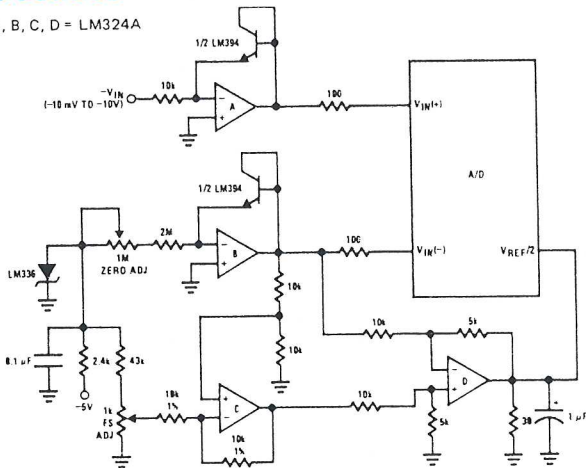 , B, C, D = LM324A
1/2 LM394
-VIN
(-10 mV TO -10V)
10k
-
+
A
100
VIN(+)
A/D
1/2 LM394
LM336
1M
ZERO ADJ
2M
-
+
B
100
VIN(-)
VREF/2
10k
10k
10k
5k
0.1 μF
2.4k
43k
-5V
1k
FS
ADJ
10k
1%
+
-
C
10k
1%
10k
-
+
D
5k
+
1 μF